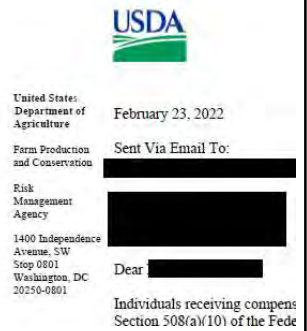 USDA
United States
Department of
Agriculture
Farm Production
and Conservation
Risk
Management
Agency
1400 Independence
Avenue, SW
Stop 0801
Washington, DC
20250-0801
February 23, 2022
Sent Via Email To:
Dear
Individuals receiving compens
Section 508(a)(10) of the Fede